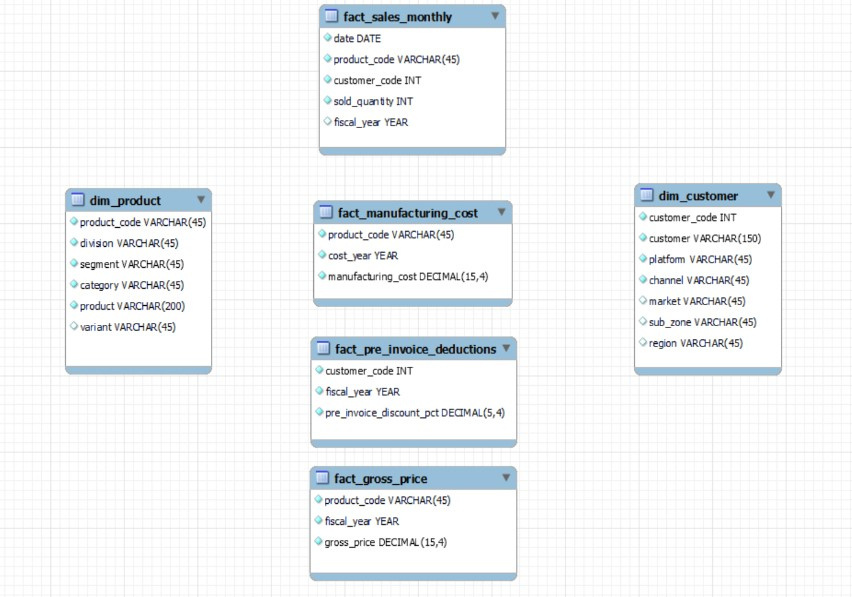 fact_sales_monthly
date DATE
product_code VARCHAR(45)
customer_code INT
sold_quantity INT
fiscal_year YEAR
dim_product
product_code VARCHAR(45)
division VARCHAR(45)
segment VARCHAR(45)
category VARCHAR(45)
product VARCHAR(200)
variant VARCHAR(45)
fact_manufacturing_cost
product_code VARCHAR(45)
cost_year YEAR
manufacturing_cost DECIMAL(15,4)
dim_customer
customer_code INT
customer VARCHAR(150)
platform VARCHAR(45)
channel VARCHAR(45)
market VARCHAR(45)
sub_zone VARCHAR(45)
region VARCHAR(45)
fact_pre_invoice_deductions
customer_code INT
fiscal_year YEAR
pre_invoice_discount_pct DECIMAL(5,4)
fact_gross_price
product_code VARCHAR(45)
fiscal_year YEAR
gross_price DECIMAL(15,4)